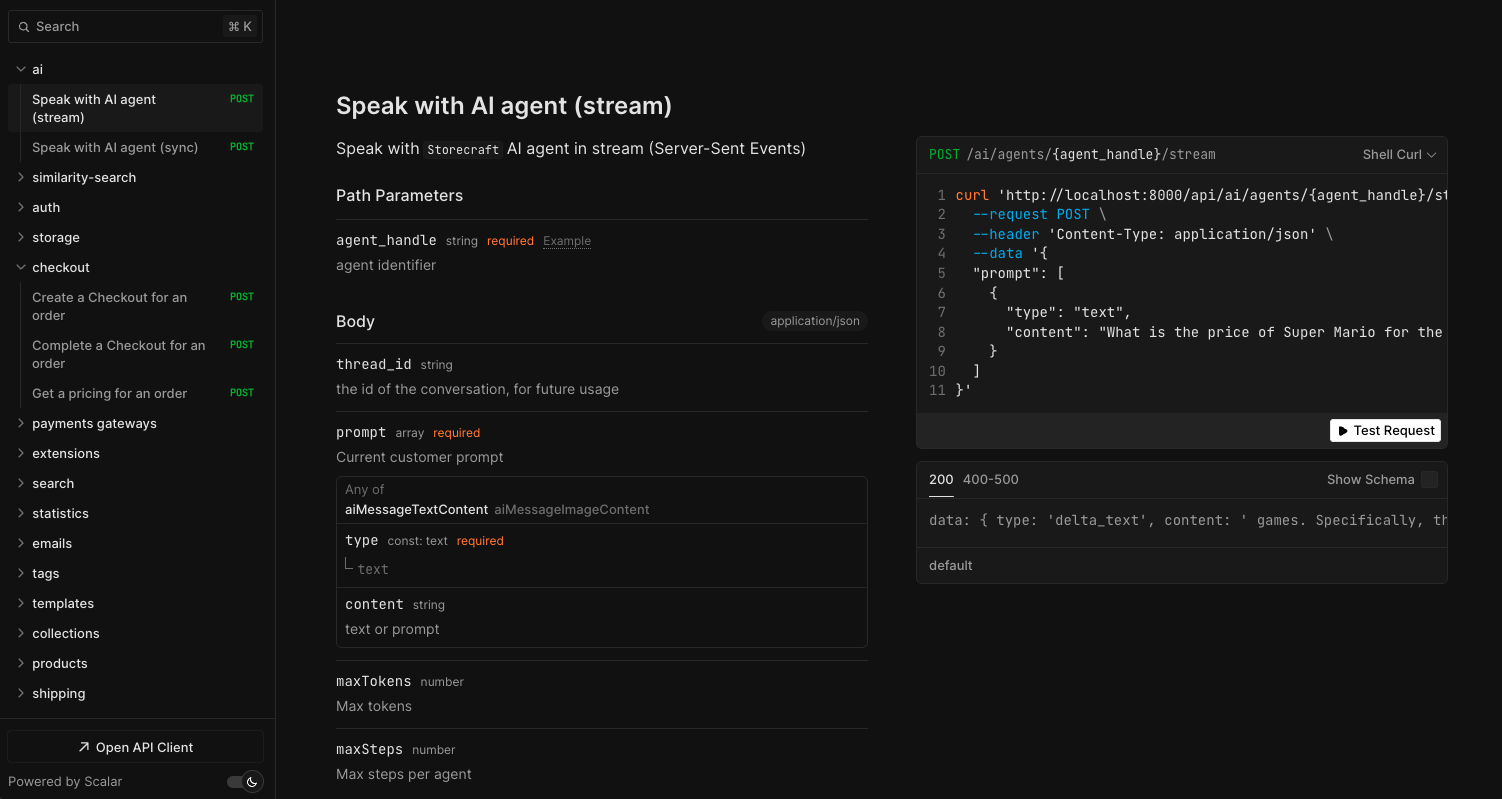 Search ⌘ K
ai
Speak with AI agent (stream) POST
Speak with AI agent (sync) POST
similarity-search
auth
storage
checkout
Create a Checkout for an order POST
Complete a Checkout for an order POST
Get a pricing for an order POST
payments gateways
extensions
search
statistics
emails
tags
templates
collections
products
shipping
Open API Client
Powered by Scalar
Speak with AI agent (stream)
Speak with Storecraft AI agent in stream (Server-Sent Events)
Path Parameters
agent_handle string required Example
agent identifier
Body application/json
thread_id string
the id of the conversation, for future usage
prompt array required
Current customer prompt
Any of
aiMessageTextContent aiMessageImageContent
type const: text required
text
content string
text or prompt
maxTokens number
Max tokens
maxSteps number
Max steps per agent
POST /ai/agents/{agent_handle}/stream Shell Curl
1 curl 'http://localhost:8000/api/ai/agents/{agent_handle}/st
2 --request POST \
3 --header 'Content-Type: application/json' \
4 --data '{
5 "prompt": [
6 {
7 "type": "text",
8 "content": "What is the price of Super Mario for the
9 }
10 ]
11 }'
Test Request
200 400-500 Show Schema
data: { type: 'delta_text', content: ' games. Specifically, th
default